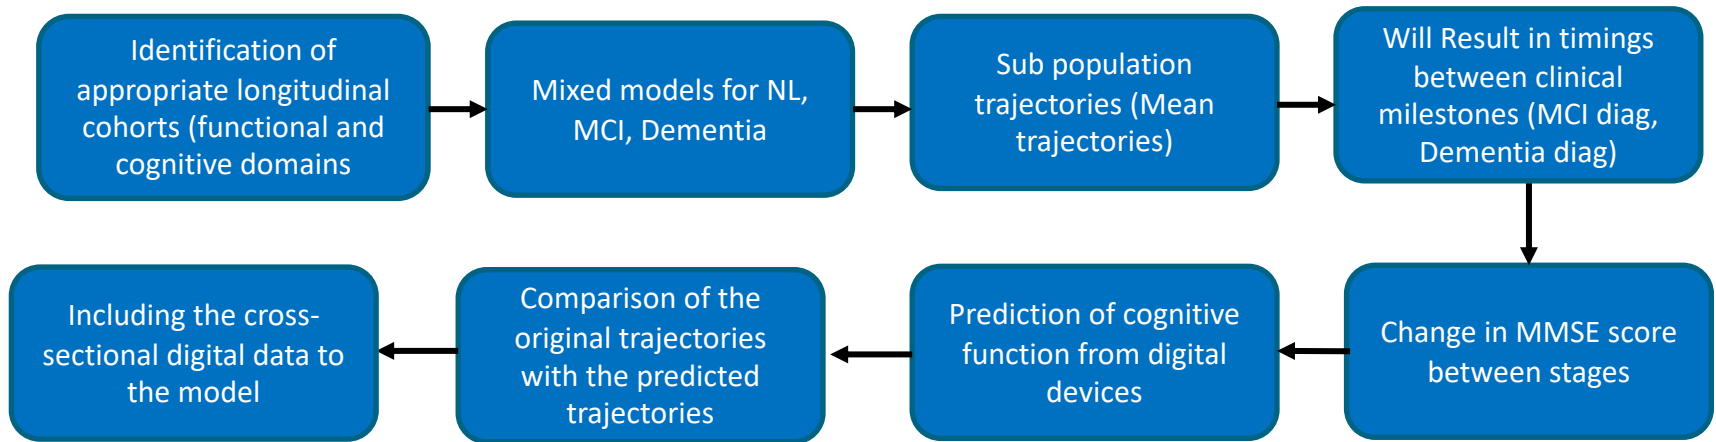 Identification of
appropriate longitudinal
cohorts (functional and
cognitive domains
Mixed models for NL,
MCI, Dementia
Sub population
trajectories (Mean
trajectories)
Will Result in timings
between clinical
milestones (MCI diag,
Dementia diag)
Change in MMSE score
between stages
Prediction of cognitive
function from digital
devices
Comparison of the
original trajectories
with the predicted
trajectories
Including the cross-
sectional digital data to
the model